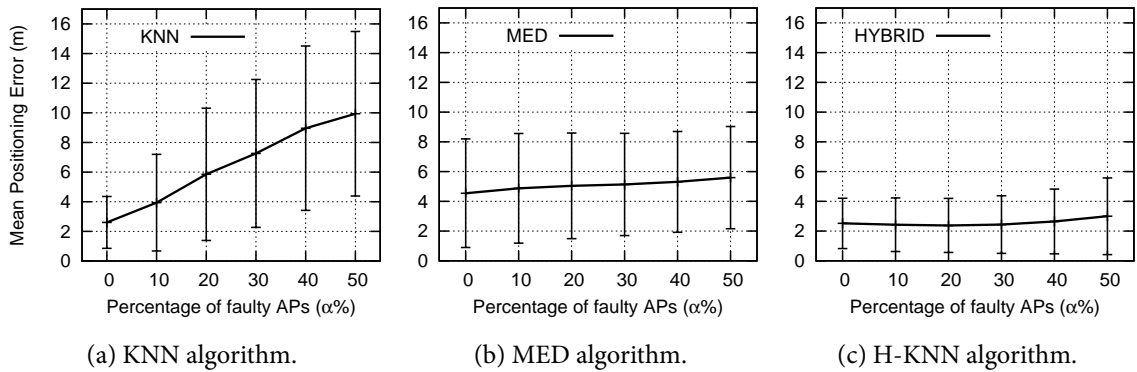 Mean Positioning Error (m)
16
14
12
10
8
6
4
2
0
KNN
0 10 20 30 40 50
Percentage of faulty APs (α%)
(a) KNN algorithm.
16
14
12
10
8
6
4
2
0
MED
0 10 20 30 40 50
Percentage of faulty APs (α%)
(b) MED algorithm.
16
14
12
10
8
6
4
2
0
HYBRID
0 10 20 30 40 50
Percentage of faulty APs (α%)
(c) H-KNN algorithm.